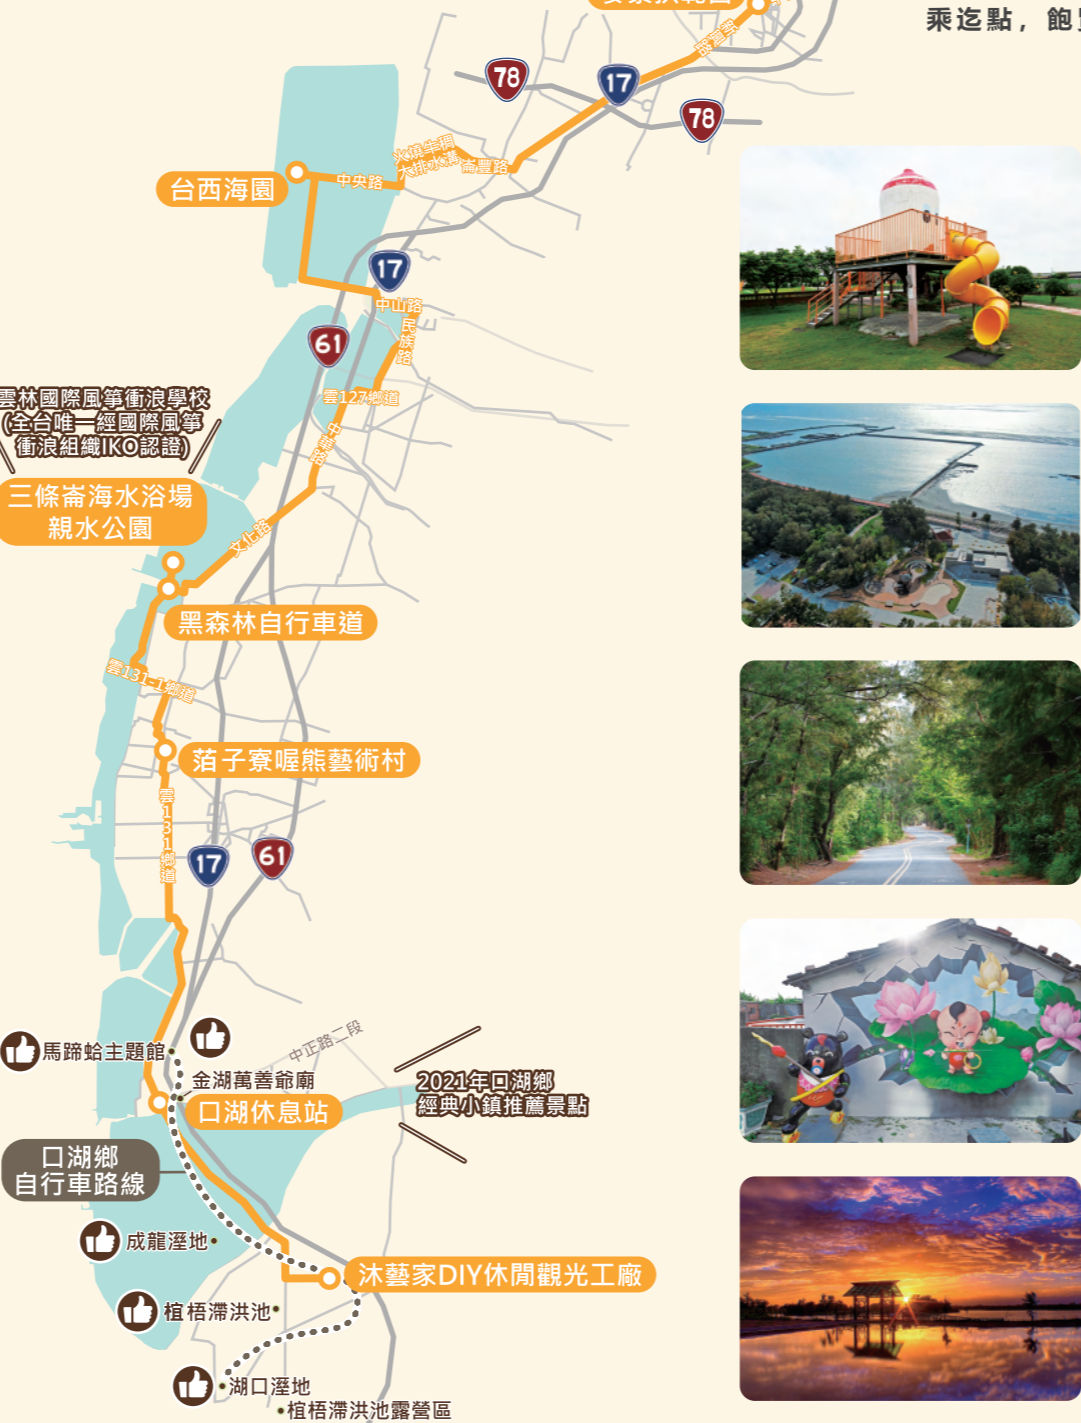 乘迄點，飽
78
17
78
火燒牛稠
大排水溝
崙豐路
中央路
台西海園
17
中山路
民族路
61
雲127鄉道
中華路
雲林國際風箏衝浪學校
(全台唯一經國際風箏
衝浪組織IKO認證)
三條崙海水浴場
親水公園
文化路
黑森林自行車道
雲131-1鄉道
萡子寮喔熊藝術村
雲131鄉道
17
61
中正路二段
馬蹄蛤主題館
金湖萬善爺廟
口湖休息站
2021年口湖鄉
經典小鎮推薦景點
口湖鄉
自行車路線
成龍溼地
沐藝家DIY休閒觀光工廠
植梧滯洪池
湖口溼地
植梧滯洪池露營區